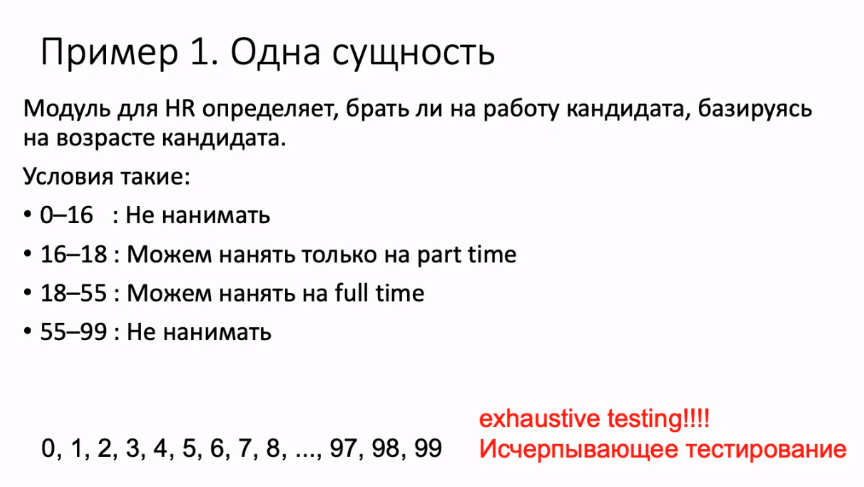 Пример 1. Одна сущность
Модуль для HR определяет, брать ли на работу кандидата, базируясь
на возрасте кандидата.
Условия такие:
• 0–16 : Не нанимать
• 16–18 : Можем нанять только на part time
• 18–55 : Можем нанять на full time
• 55–99 : Не нанимать
exhaustive testing!!!!
0, 1, 2, 3, 4, 5, 6, 7, 8, ..., 97, 98, 99 Исчерпывающее тестирование